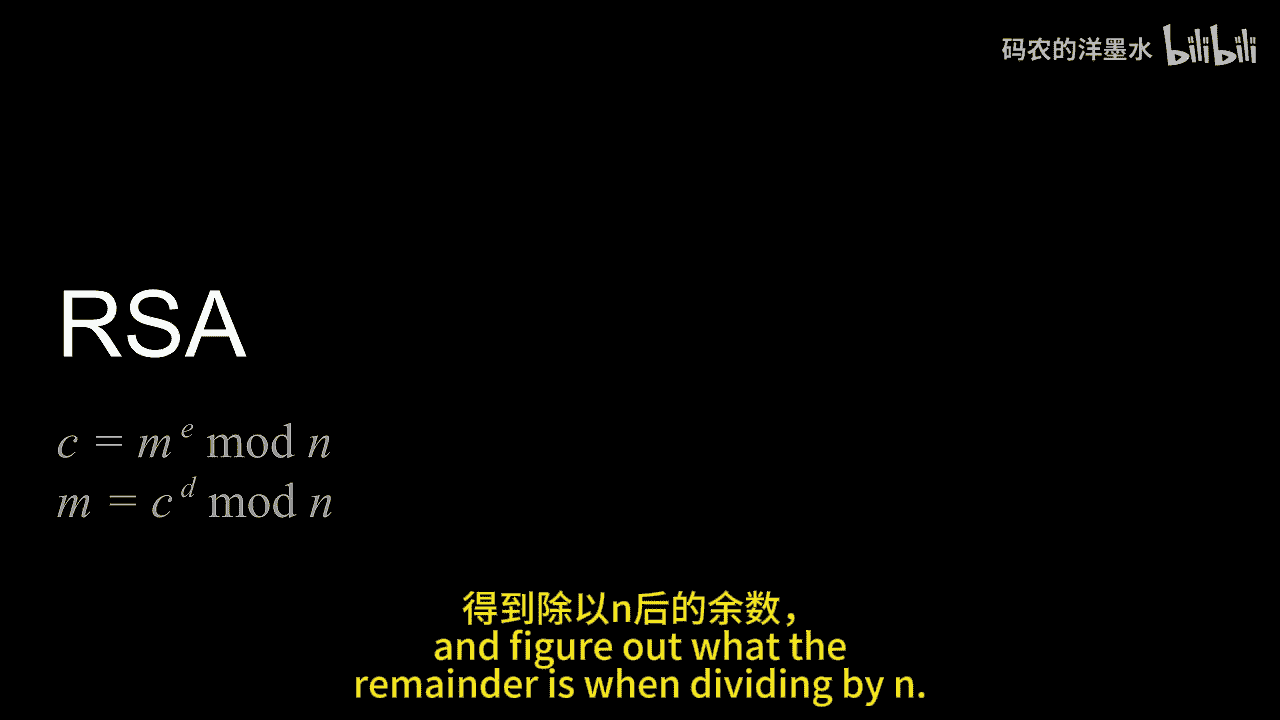 码农的洋墨水 bilibili
RSA
c = m^e mod n
m = c^d mod n
得到除以n后的余数，
and figure out what the
remainder is when dividing by n.